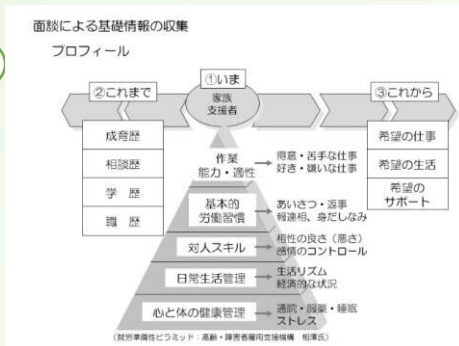 面談による基礎情報の収集
プロフィール
①いま
家族
支援者
②これまで
成育歴
相談歴
学 歴
職 歴
③これから
希望の仕事
希望の生活
希望の
サポート
作業
能力・適性
得意・苦手な仕事
好き・嫌いな仕事
基本的
労働習慣
あいさつ・返事
報連相、身だしなみ
対人スキル
相性の良さ（悪さ）
感情のコントロール
日常生活管理
生活リズム
経済的な状況
心と体の健康管理
通院・服薬・睡眠
ストレス
（就労準備性ピラミッド：高齢・障害者雇用支援機構 相澤氏）